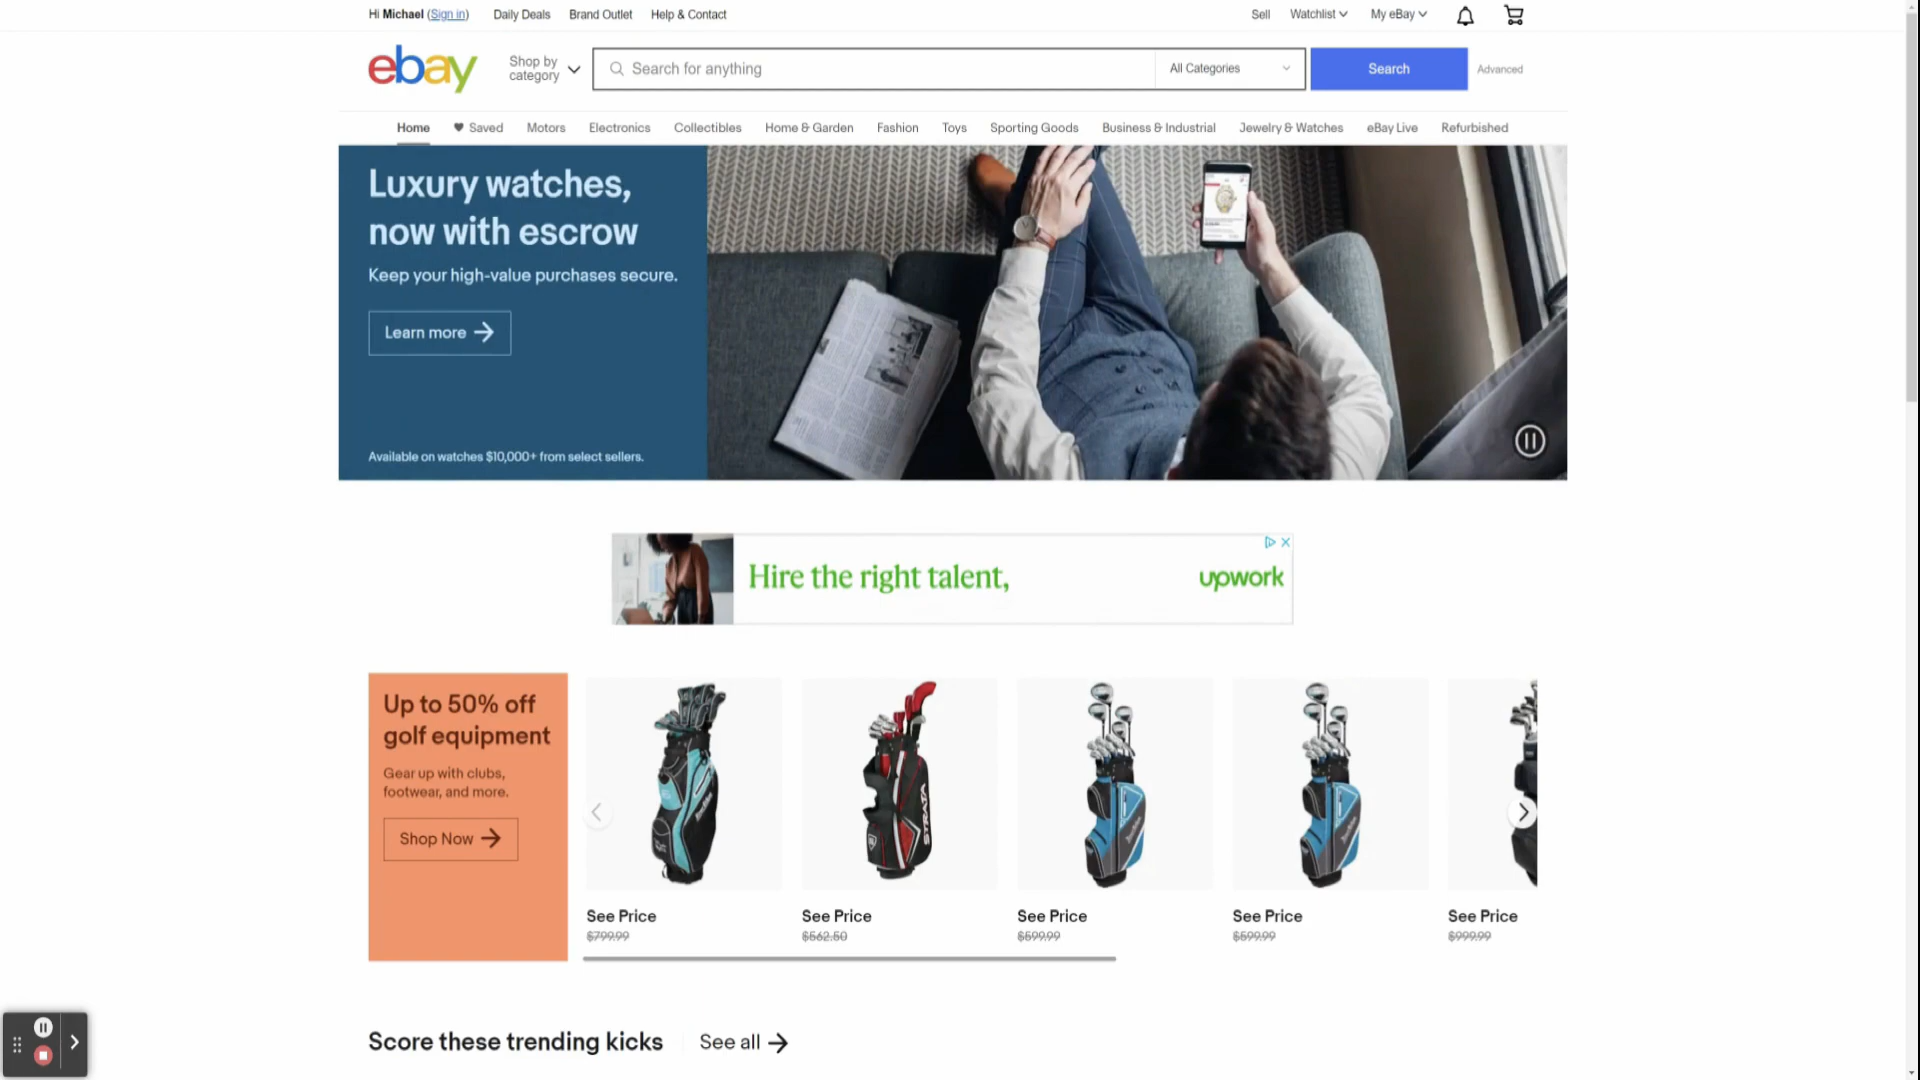 Hi Michael (Sign in) Daily Deals Brand Outlet Help & Contact Sell Watchlist My eBay
ebay Shop by category Search for anything All Categories Search Advanced
Home Saved Motors Electronics Collectibles Home & Garden Fashion Toys Sporting Goods Business & Industrial Jewelry & Watches eBay Live Refurbished
Luxury watches,
now with escrow
Keep your high-value purchases secure.
Learn more
Available on watches $10,000+ from select sellers.
Hire the right talent, upwork
Up to 50% off
golf equipment
Gear up with clubs,
footwear, and more.
Shop Now
STRATA
See Price See Price See Price See Price See Price
$799.99 $562.50 $599.99 $599.99 $999.99
Score these trending kicks See all